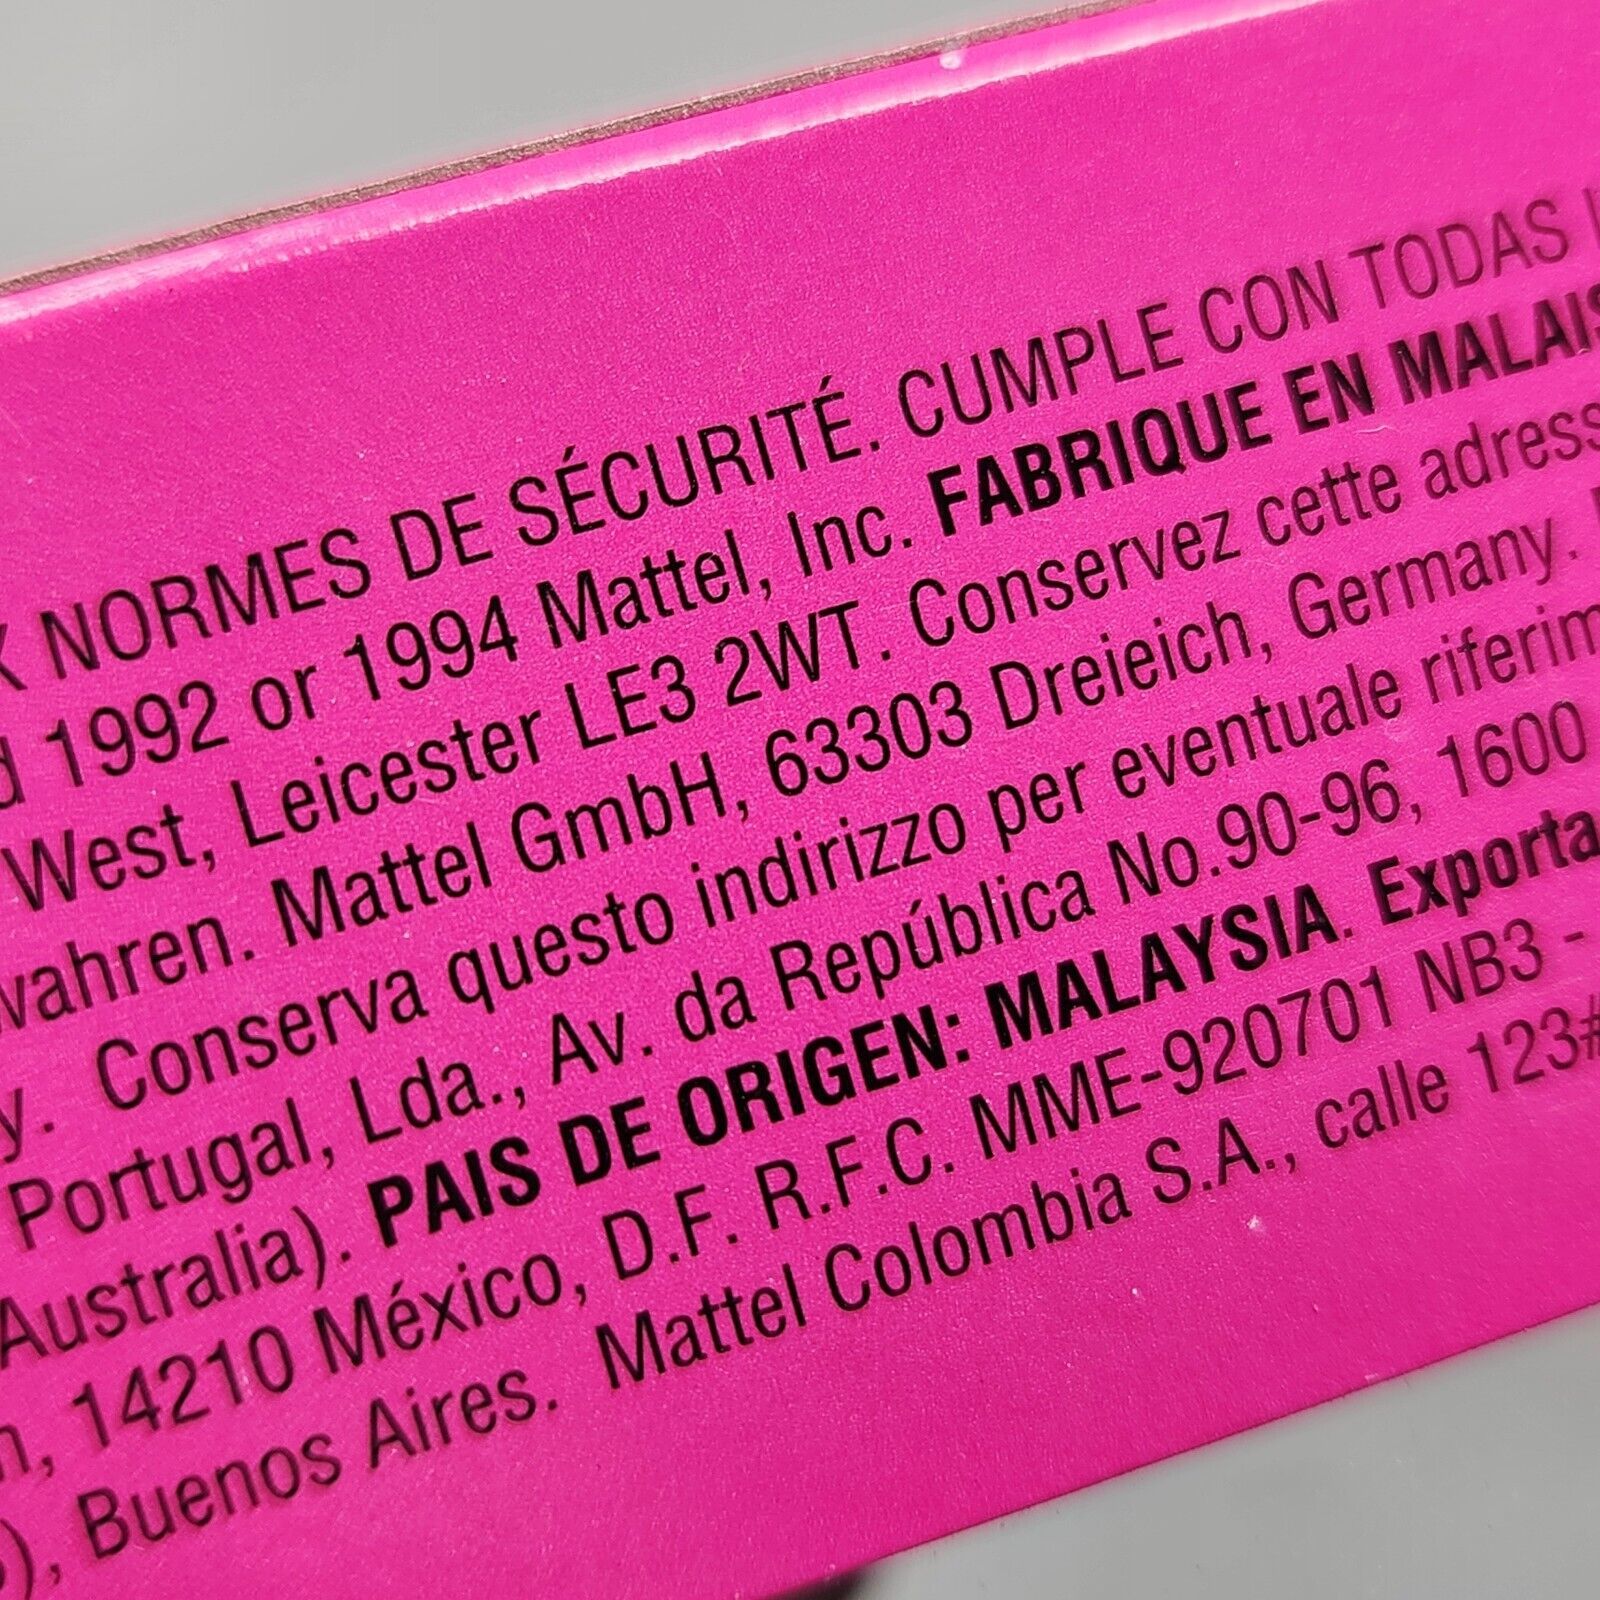 NORMES DE SÉCURITÉ. CUMPLE CON TODAS
1992 or 1994 Mattel, Inc. FABRIQUE EN MALAIS
West, Leicester LE3 2WT. Conservez cette adress
wahren. Mattel GmbH, 63303 Dreieich, Germany.
y. Conserva questo indirizzo per eventuale riferim
Portugal, Lda., Av. da República No.90-96, 1600
Australia). PAIS DE ORIGEN: MALAYSIA. Exporta
n, 14210 México, D.F. R.F.C. MME-920701 NB3 -
), Buenos Aires. Mattel Colombia S.A., calle 123#